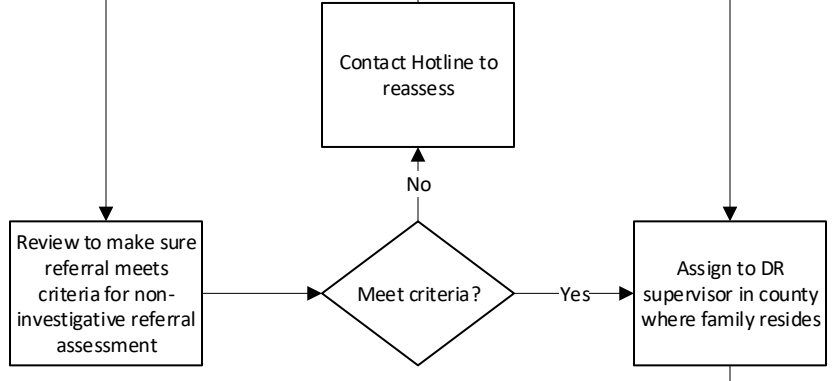 Contact Hotline to
reassess
No
Review to make sure
referral meets
criteria for non-
investigative referral
assessment
Meet criteria?
Yes
Assign to DR
supervisor in county
where family resides